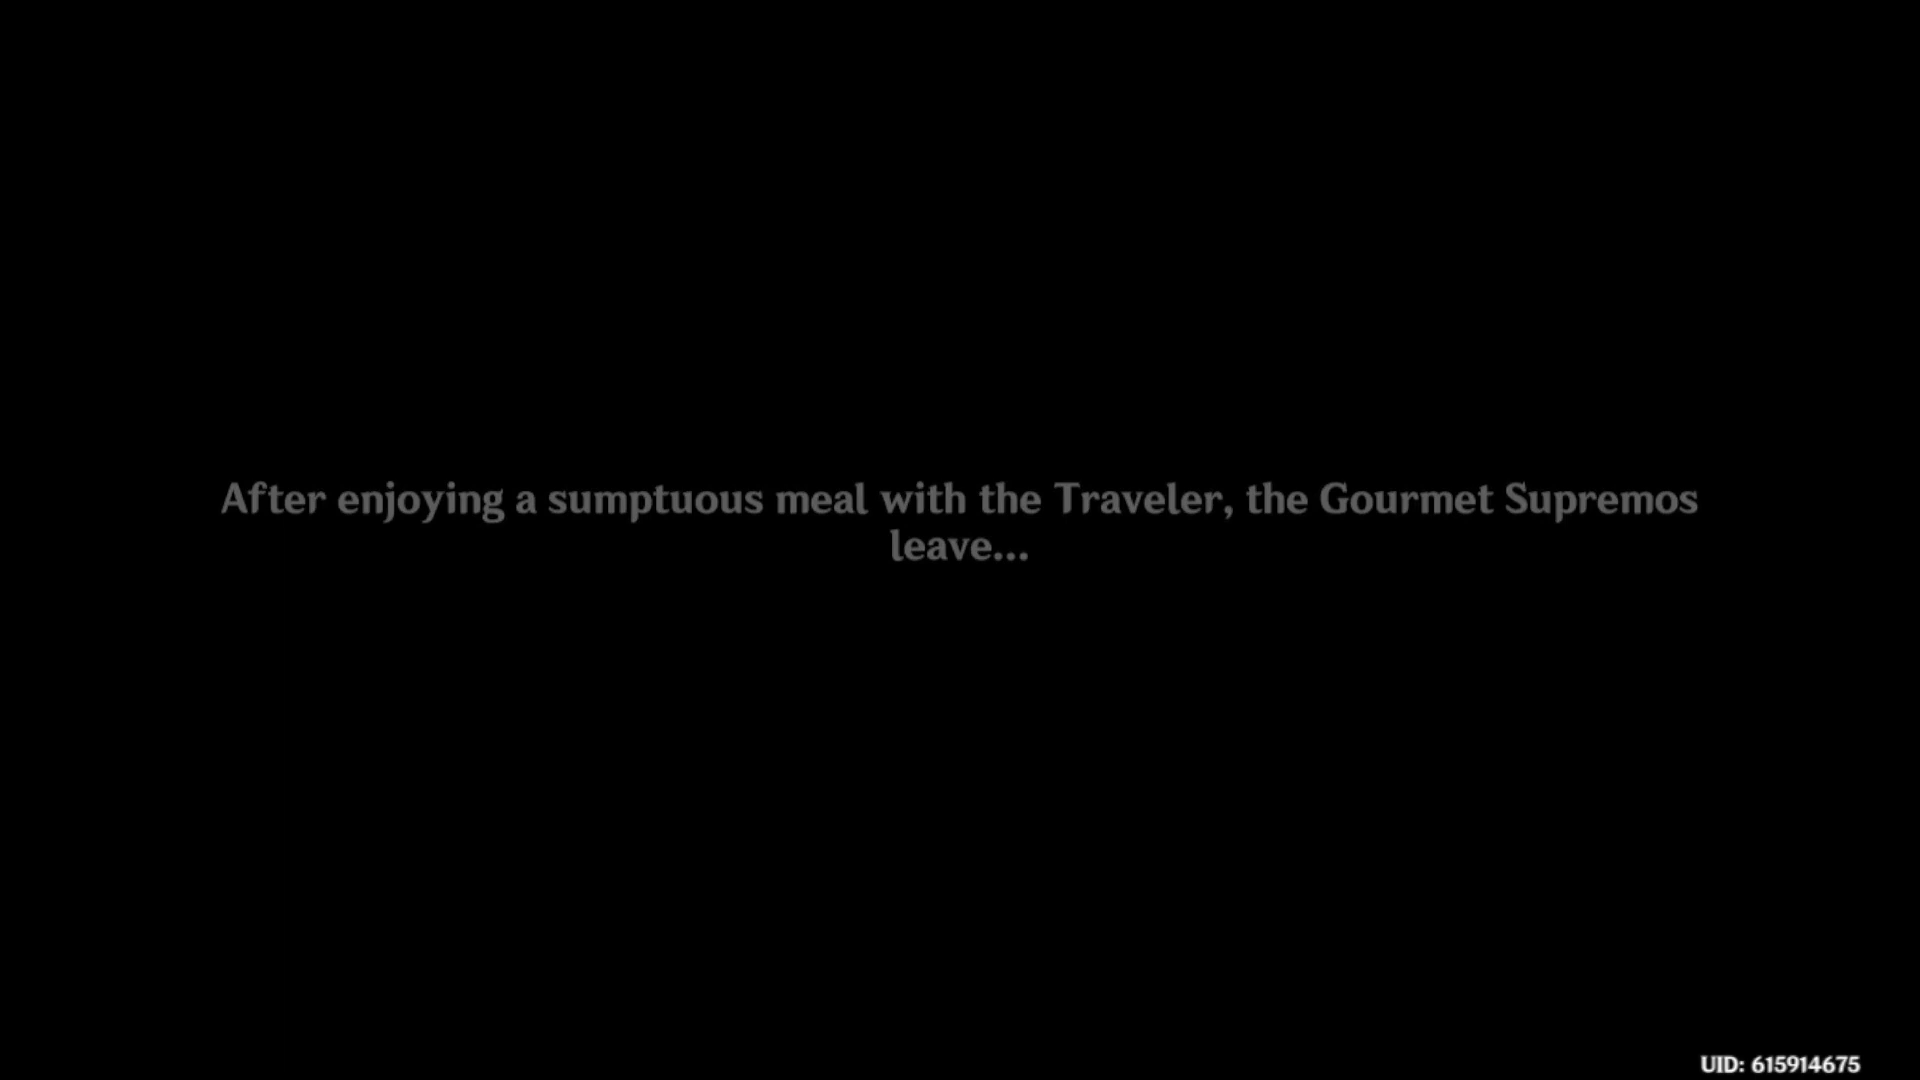 After enjoying a sumptuous meal with the Traveler, the Gourmet Supremos
leave...
UID: 615914675